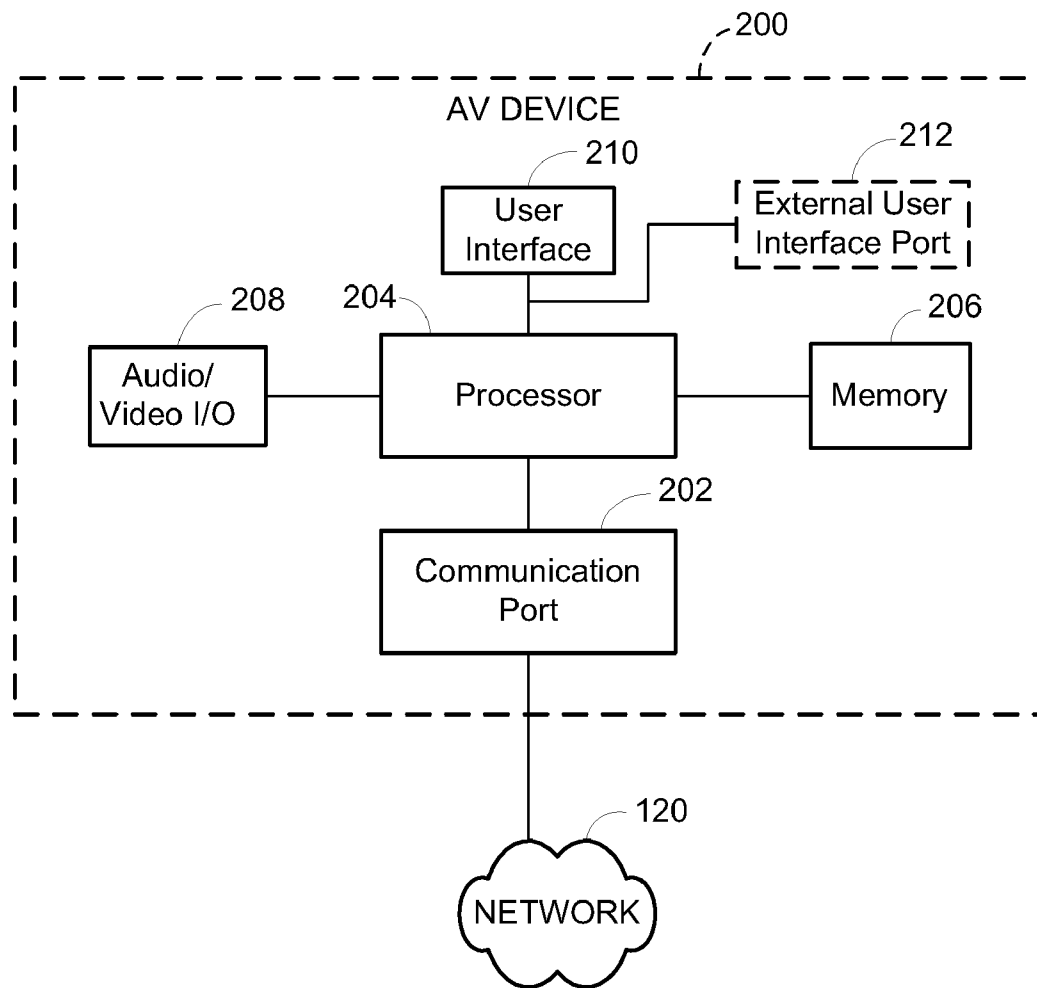 200
AV DEVICE
210
212
User
Interface
External User
Interface Port
208
204
206
Audio/
Video I/O
Processor
Memory
202
Communication
Port
120
NETWORK